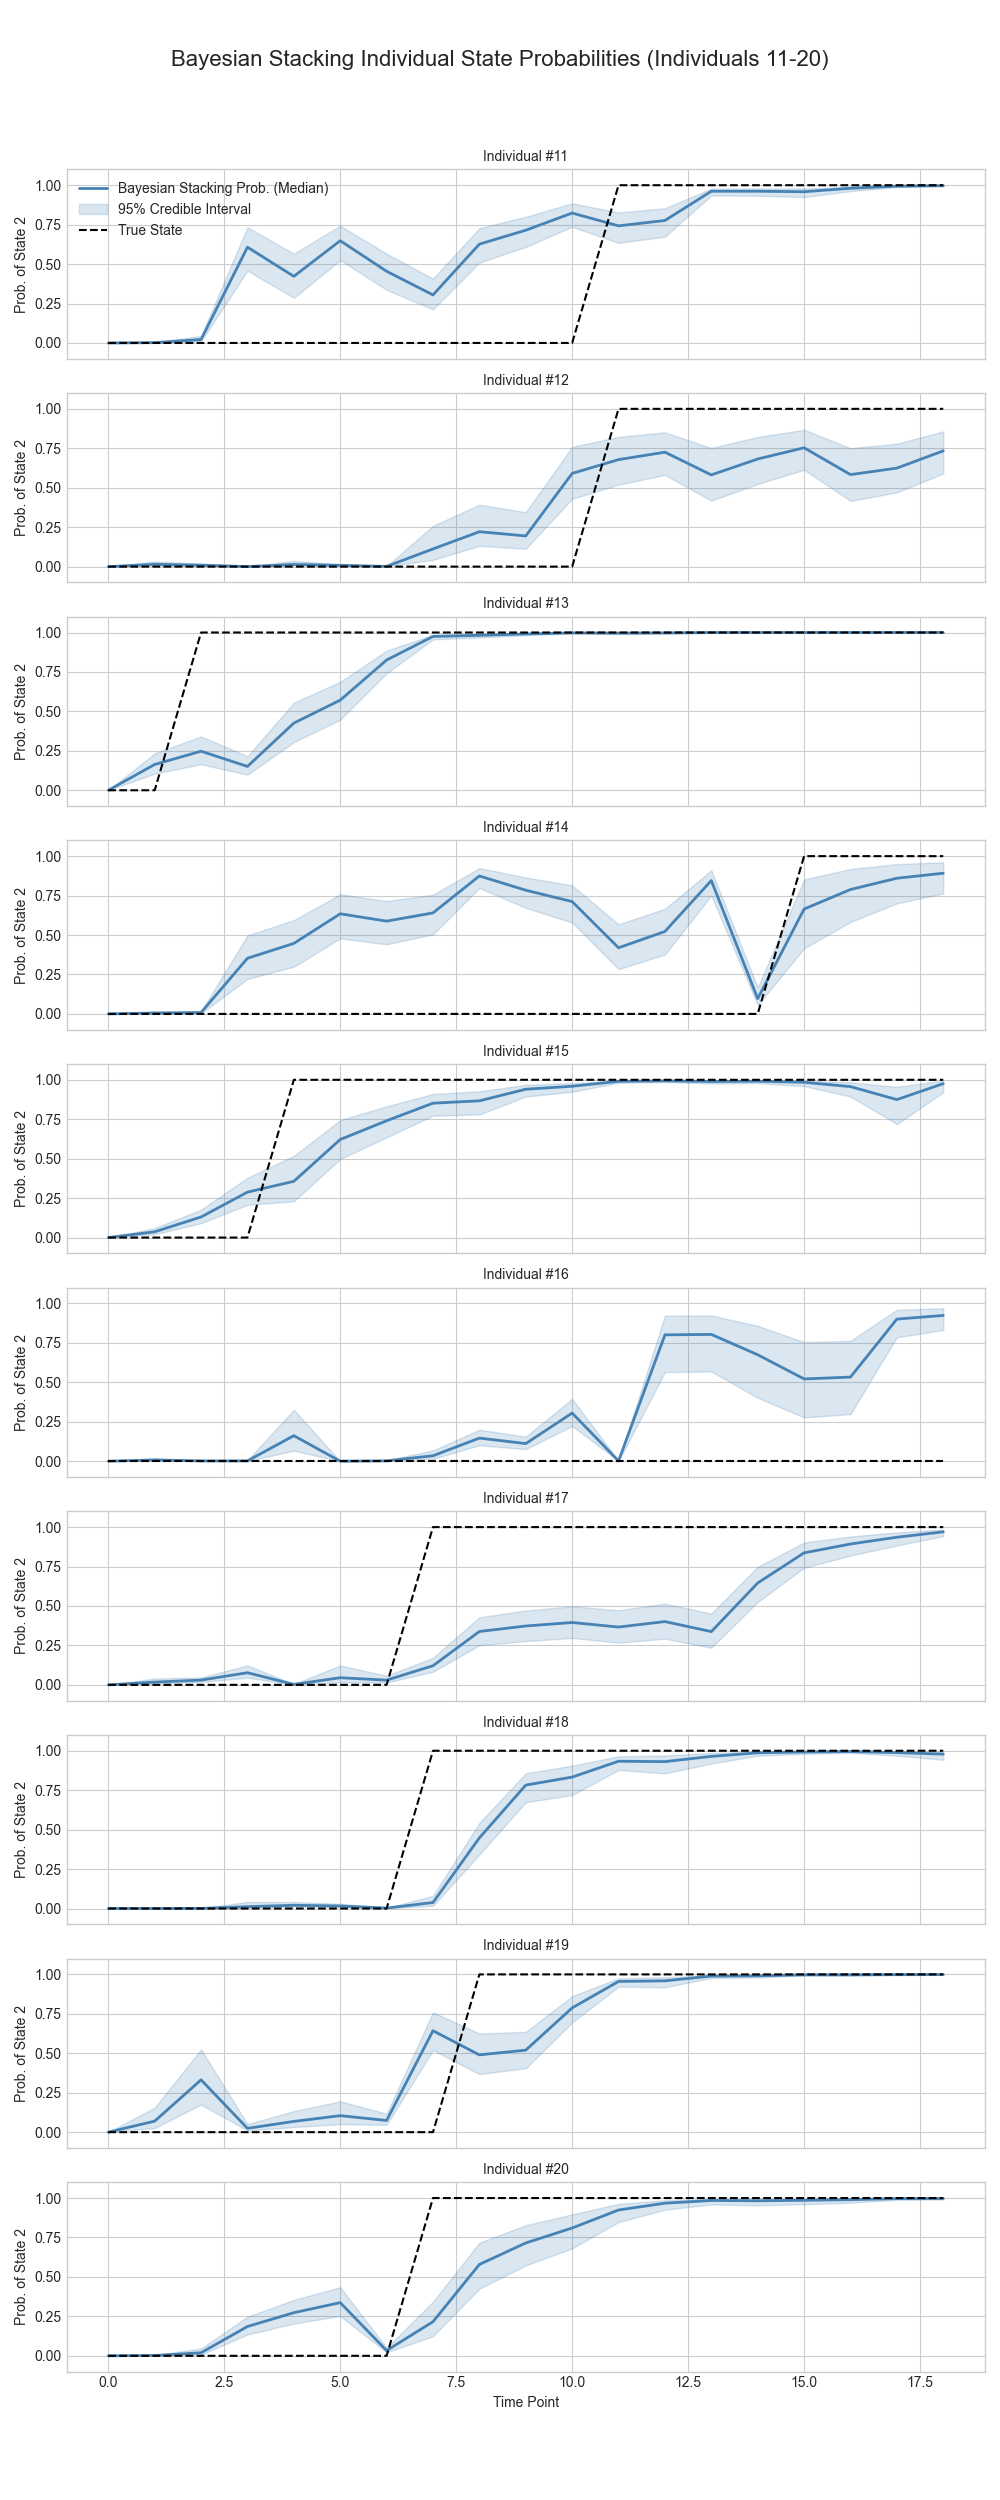 Bayesian Stacking Individual State Probabilities (Individuals 11-20)
Individual #11
Prob. of State 2
1.00
0.75
0.50
0.25
0.00
Bayesian Stacking Prob. (Median)
95% Credible Interval
True State
Individual #12
Prob. of State 2
1.00
0.75
0.50
0.25
0.00
Individual #13
Prob. of State 2
1.00
0.75
0.50
0.25
0.00
Individual #14
Prob. of State 2
1.00
0.75
0.50
0.25
0.00
Individual #15
Prob. of State 2
1.00
0.75
0.50
0.25
0.00
Individual #16
Prob. of State 2
1.00
0.75
0.50
0.25
0.00
Individual #17
Prob. of State 2
1.00
0.75
0.50
0.25
0.00
Individual #18
Prob. of State 2
1.00
0.75
0.50
0.25
0.00
Individual #19
Prob. of State 2
1.00
0.75
0.50
0.25
0.00
Individual #20
Prob. of State 2
1.00
0.75
0.50
0.25
0.00
0.0 2.5 5.0 7.5 10.0 12.5 15.0 17.5
Time Point